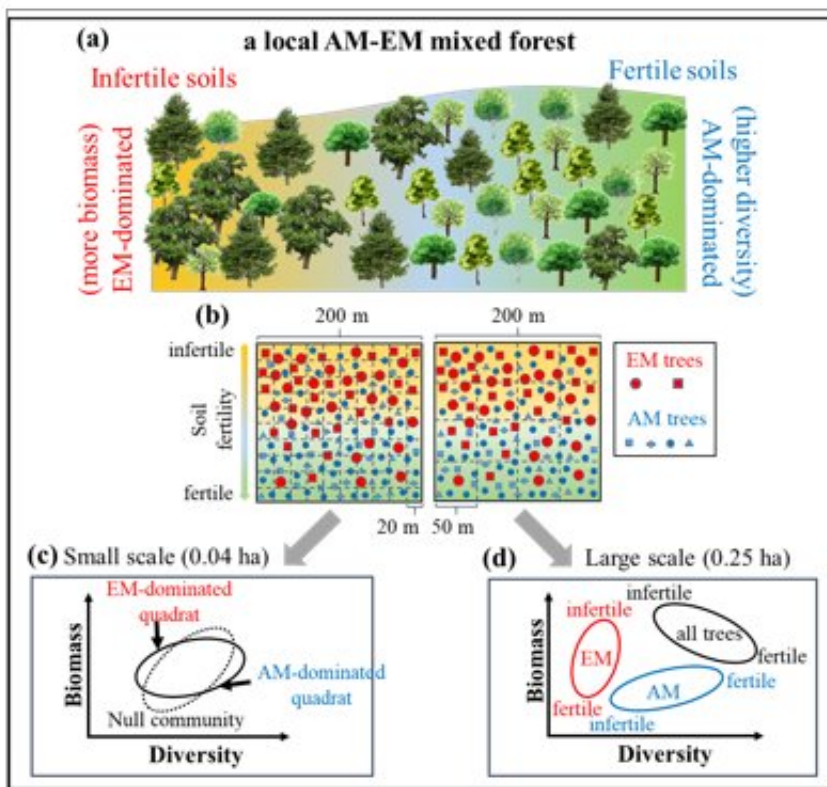 (a)
a local AM-EM mixed forest
Infertile soils
Fertile soils
(more biomass)
EM-dominated
(higher diversity)
AM-dominated
(b)
200 m
200 m
infertile
Soil
fertility
fertile
EM trees
AM trees
20 m
50 m
(c) Small scale (0.04 ha)
EM-dominated
quadrat
AM-dominated
quadrat
Null community
Biomass
Diversity
(d) Large scale (0.25 ha)
infertile
infertile
all trees
EM
fertile
AM
fertile
fertile
infertile
Biomass
Diversity